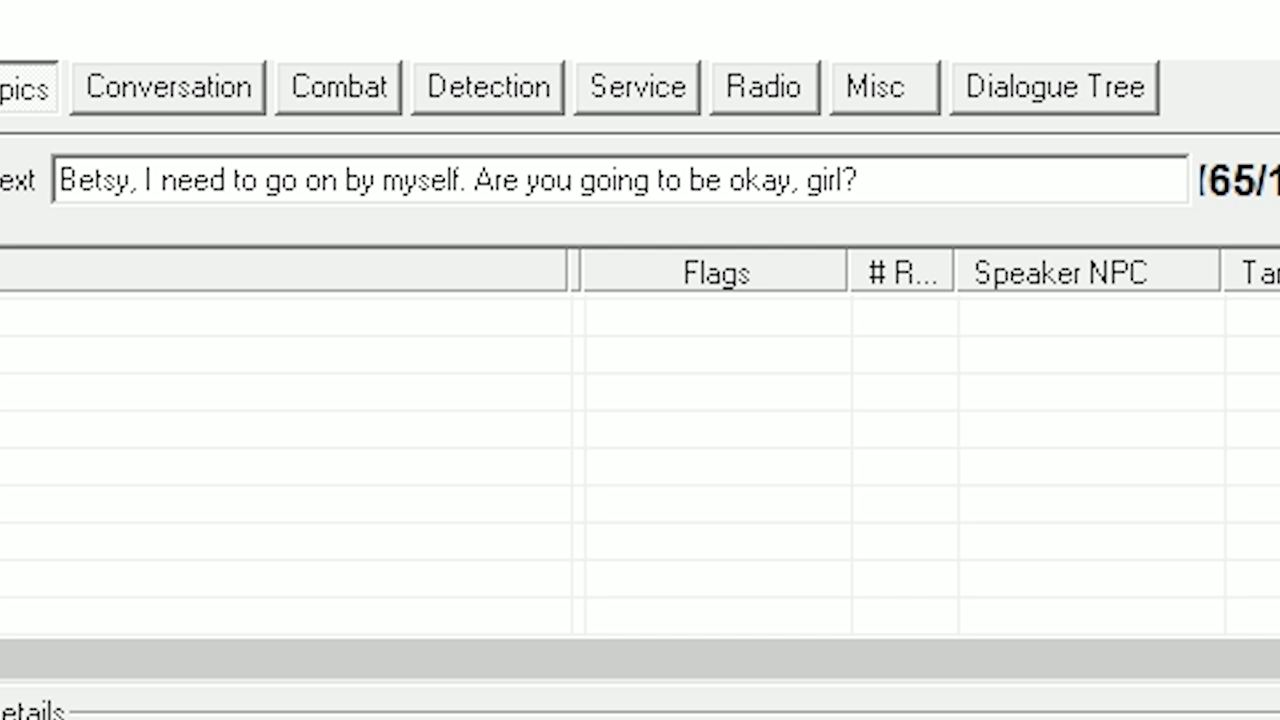 pics Conversation Combat Detection Service Radio Misc Dialogue Tree
ext Betsy, I need to go on by myself. Are you going to be okay, girl? (65/1
Flags # R... Speaker NPC Tar
etails